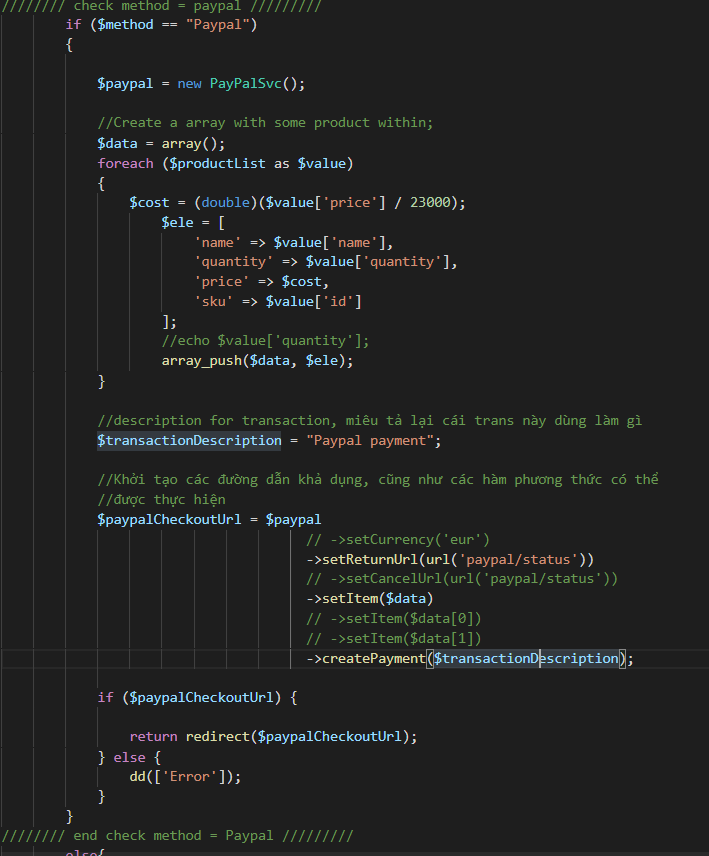 //////// check method = paypal /////////
if ($method == "Paypal")
{
$paypal = new PayPalSvc();
//Create a array with some product within;
$data = array();
foreach ($productList as $value)
{
$cost = (double)($value['price'] / 23000);
$ele = [
'name' => $value['name'],
'quantity' => $value['quantity'],
'price' => $cost,
'sku' => $value['id']
];
//echo $value['quantity'];
array_push($data, $ele);
}
//description for transaction, miêu tả lại cái trans này dùng làm gì
$transactionDescription = "Paypal payment";
//Khởi tạo các đường dẫn khả dụng, cũng như các hàm phương thức có thể
//được thực hiện
$paypalCheckoutUrl = $paypal
// ->setCurrency('eur')
->setReturnUrl(url('paypal/status'))
// ->setCancelUrl(url('paypal/status'))
->setItem($data)
// ->setItem($data[0])
// ->setItem($data[1])
->createPayment($transactionDescription);
if ($paypalCheckoutUrl) {
return redirect($paypalCheckoutUrl);
} else {
dd(['Error']);
}
}
//////// end check method = Paypal /////////
else{